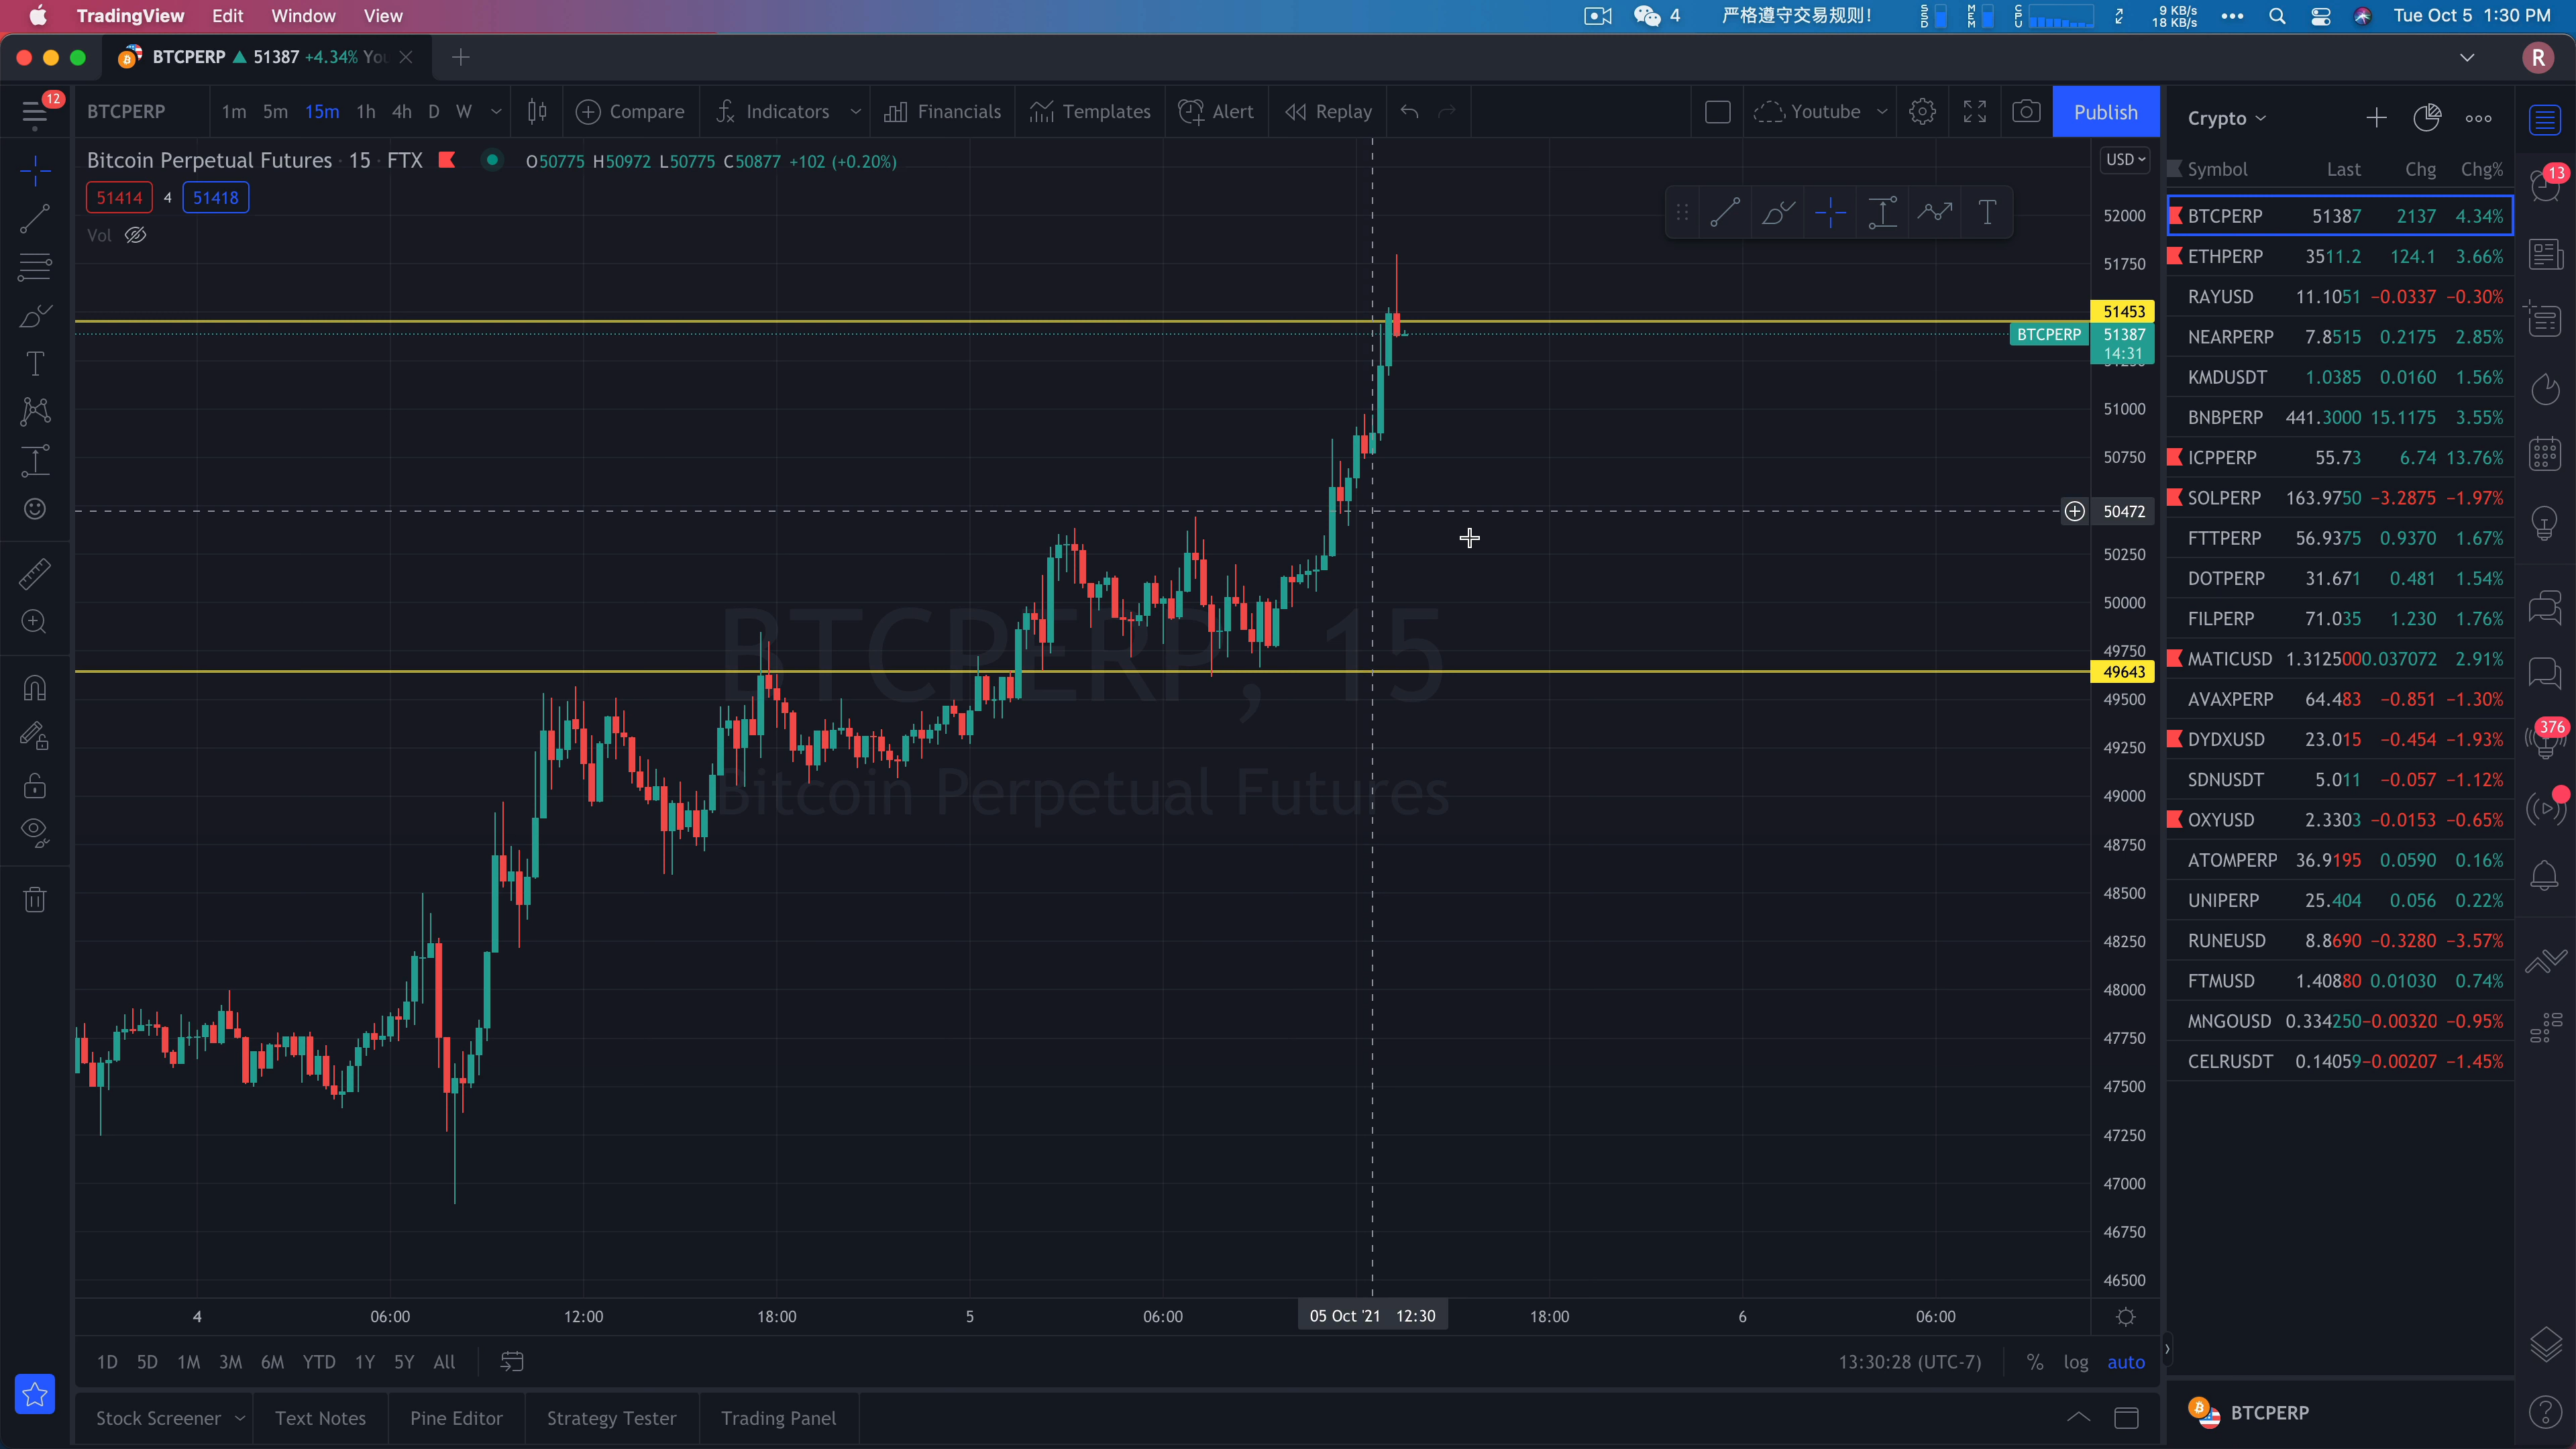 TradingView Edit Window View 4 严格遵守交易规则! SSD MEM CPU 9 KB/s 18 KB/s Tue Oct 5 1:30 PM
BTCPERP ▲ 51387 +4.34% You R
12 BTCPERP 1m 5m 15m 1h 4h D W Compare Indicators Financials Templates Alert Replay Youtube Publish
Bitcoin Perpetual Futures · 15 · FTX O50775 H50972 L50775 C50877 +102 (+0.20%)
51414 4 51418
Vol
BTCPERP, 15
Bitcoin Perpetual Futures
USD
52000
51750
51453
BTCPERP 51387
14:31
51000
50750
50472
50250
50000
49750
49643
49500
49250
49000
48750
48500
48250
48000
47750
47500
47250
47000
46750
46500
4 06:00 12:00 18:00 5 06:00 05 Oct '21 12:30 18:00 6 06:00
1D 5D 1M 3M 6M YTD 1Y 5Y All 13:30:28 (UTC-7) % log auto
Stock Screener Text Notes Pine Editor Strategy Tester Trading Panel
Crypto
Symbol Last Chg Chg%
BTCPERP 51387 2137 4.34%
ETHPERP 3511.2 124.1 3.66%
RAYUSD 11.1051 −0.0337 −0.30%
NEARPERP 7.8515 0.2175 2.85%
KMDUSDT 1.0385 0.0160 1.56%
BNBPERP 441.3000 15.1175 3.55%
ICPPERP 55.73 6.74 13.76%
SOLPERP 163.9750 −3.2875 −1.97%
FTTPERP 56.9375 0.9370 1.67%
DOTPERP 31.671 0.481 1.54%
FILPERP 71.035 1.230 1.76%
MATICUSD 1.3125000 0.037072 2.91%
AVAXPERP 64.483 −0.851 −1.30%
DYDXUSD 23.015 −0.454 −1.93%
SDNUSDT 5.011 −0.057 −1.12%
OXYUSD 2.3303 −0.0153 −0.65%
ATOMPERP 36.9195 0.0590 0.16%
UNIPERP 25.404 0.056 0.22%
RUNEUSD 8.8690 −0.3280 −3.57%
FTMUSD 1.40880 0.01030 0.74%
MNGOUSD 0.334250 −0.00320 −0.95%
CELRUSDT 0.14059 −0.00207 −1.45%
BTCPERP
13
376